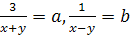 3/(x+y) = a, 1/(x−y) = b